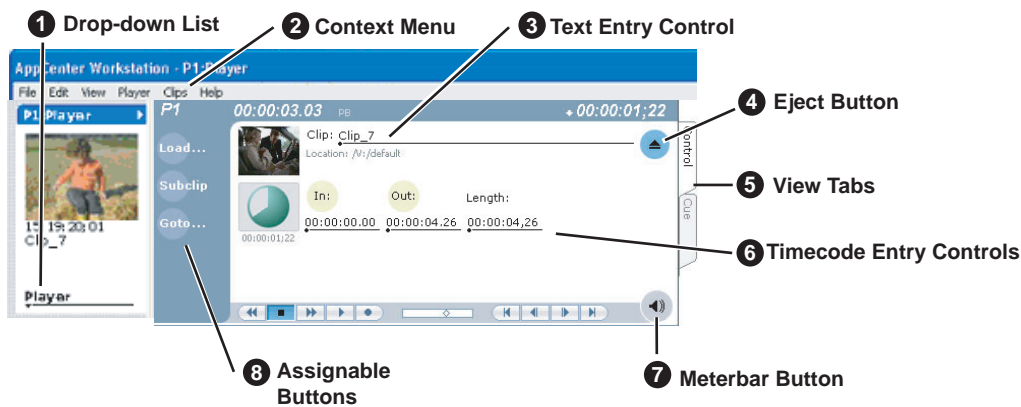 1 Drop-down List
2 Context Menu
3 Text Entry Control
AppCenter Workstation - P1:Player
File Edit View Player Clips Help
P1:Player
P1 00:00:03.03 PB + 00:00:01;22
4 Eject Button
Load...
Clip: Clip_7
Location: /V:/default
Control
Subclip
In: Out: Length:
5 View Tabs
Cue
Goto...
00:00:00.00 00:00:04.26 00:00:04,26
00:00:01;22
15:19:20:01
Clip_7
6 Timecode Entry Controls
Player
8 Assignable
Buttons
7 Meterbar Button